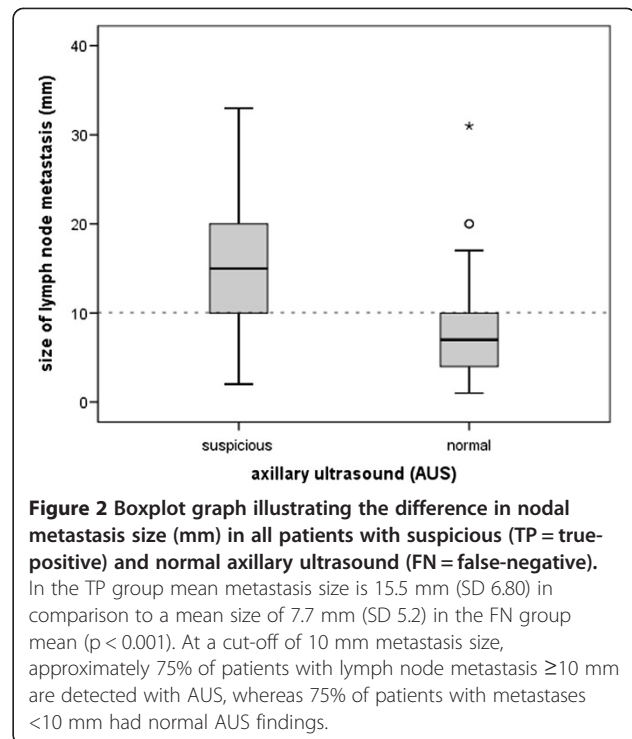 40
30
20
10
0
size of lymph node metastasis (mm)
*
suspicious normal
axillary ultrasound (AUS)
Figure 2 Boxplot graph illustrating the difference in nodal
metastasis size (mm) in all patients with suspicious (TP = true-
positive) and normal axillary ultrasound (FN = false-negative).
In the TP group mean metastasis size is 15.5 mm (SD 6.80) in
comparison to a mean size of 7.7 mm (SD 5.2) in the FN group
mean (p < 0.001). At a cut-off of 10 mm metastasis size,
approximately 75% of patients with lymph node metastasis ≥10 mm
are detected with AUS, whereas 75% of patients with metastases
<10 mm had normal AUS findings.